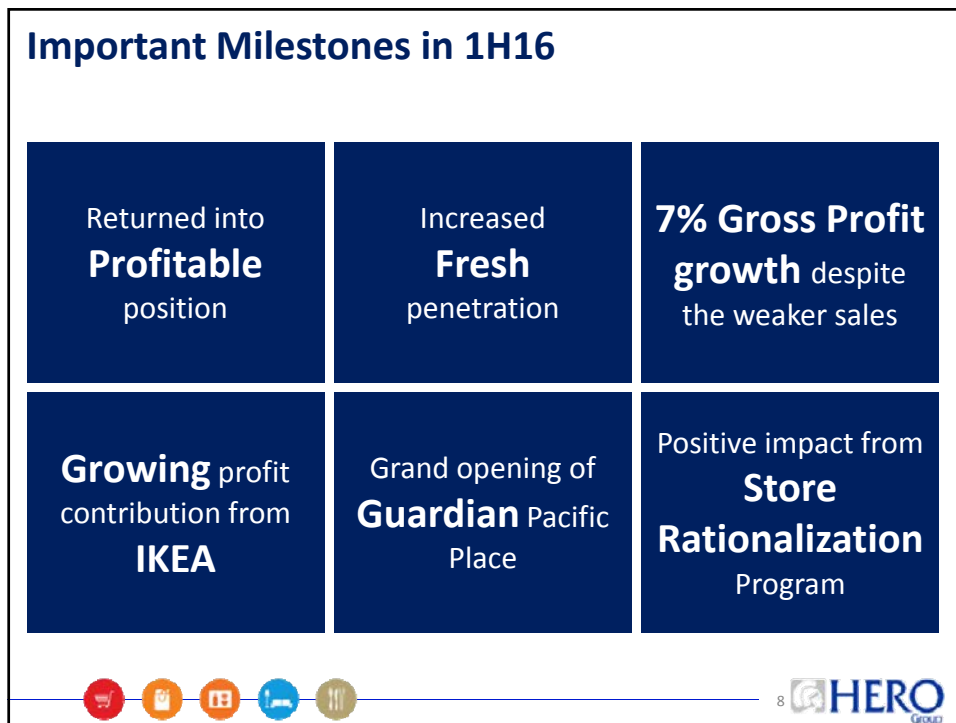 Important Milestones in 1H16
Returned into
Profitable
position
Increased
Fresh
penetration
7% Gross Profit
growth despite
the weaker sales
Growing profit
contribution from
IKEA
Grand opening of
Guardian Pacific
Place
Positive impact from
Store
Rationalization
Program
8
HERO
Group